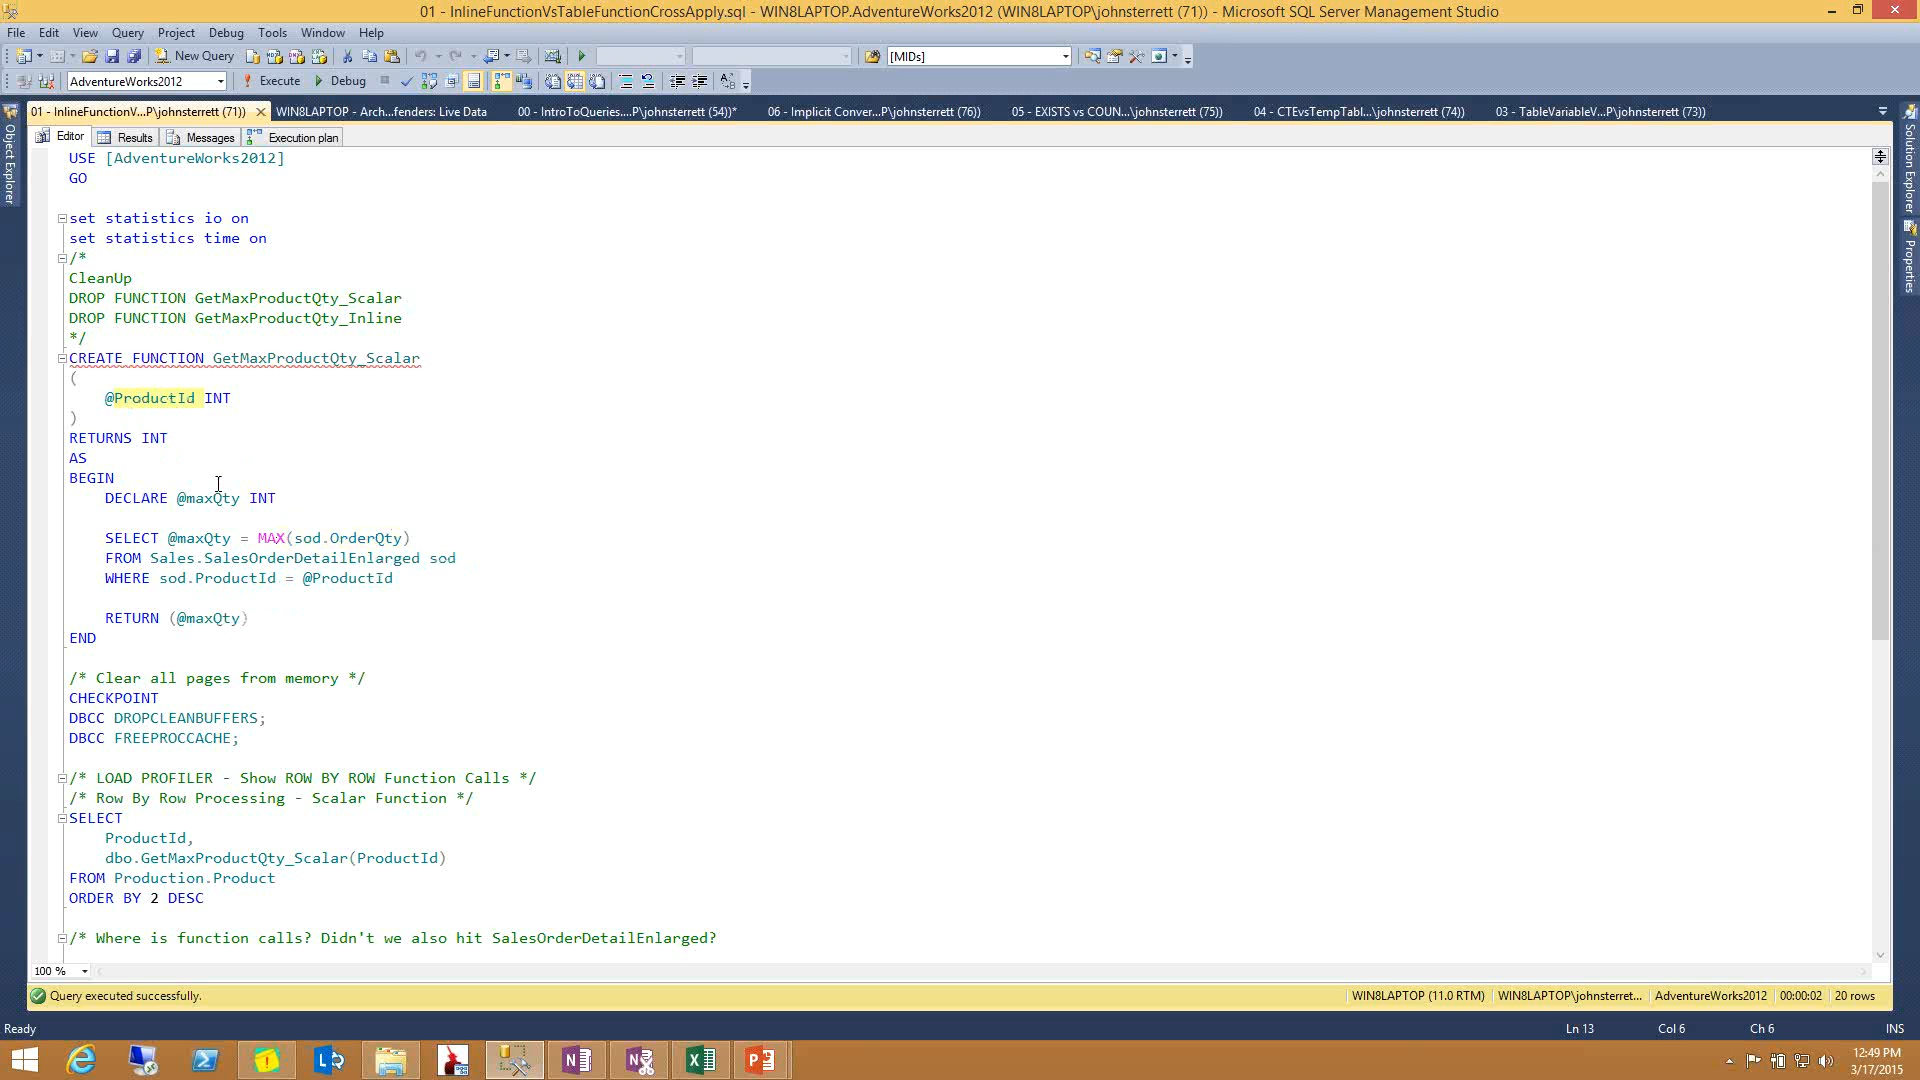 01 - InlineFunctionVsTableFunctionCrossApply.sql - WIN8LAPTOP.AdventureWorks2012 (WIN8LAPTOP\johnsterrett (71)) - Microsoft SQL Server Management Studio
File Edit View Query Project Debug Tools Window Help
New Query [MIDs]
AdventureWorks2012 Execute Debug
01 - InlineFunctionV...P\johnsterrett (71)) WIN8LAPTOP - Arch...fenders: Live Data 00 - IntroToQueries....P\johnsterrett (54))* 06 - Implicit Conver...P\johnsterrett (76)) 05 - EXISTS vs COUN...\johnsterrett (75)) 04 - CTEvsTempTabl...\johnsterrett (74)) 03 - TableVariableV...P\johnsterrett (73))
Editor Results Messages Execution plan
Object Explorer
Solution Explorer
Properties
USE [AdventureWorks2012]
GO
set statistics io on
set statistics time on
/*
CleanUp
DROP FUNCTION GetMaxProductQty_Scalar
DROP FUNCTION GetMaxProductQty_Inline
*/
CREATE FUNCTION GetMaxProductQty_Scalar
(
@ProductId INT
)
RETURNS INT
AS
BEGIN
DECLARE @maxQty INT
SELECT @maxQty = MAX(sod.OrderQty)
FROM Sales.SalesOrderDetailEnlarged sod
WHERE sod.ProductId = @ProductId
RETURN (@maxQty)
END
/* Clear all pages from memory */
CHECKPOINT
DBCC DROPCLEANBUFFERS;
DBCC FREEPROCCACHE;
/* LOAD PROFILER - Show ROW BY ROW Function Calls */
/* Row By Row Processing - Scalar Function */
SELECT
ProductId,
dbo.GetMaxProductQty_Scalar(ProductId)
FROM Production.Product
ORDER BY 2 DESC
/* Where is function calls? Didn't we also hit SalesOrderDetailEnlarged?
100 %
Query executed successfully. WIN8LAPTOP (11.0 RTM) WIN8LAPTOP\johnsterret... AdventureWorks2012 00:00:02 20 rows
Ready Ln 13 Col 6 Ch 6 INS
12:49 PM
3/17/2015